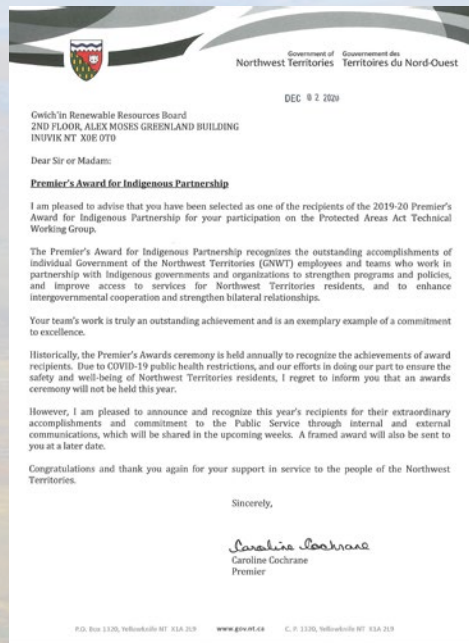 Government of Gouvernement des
Northwest Territories Territoires du Nord-Ouest
DEC 02 2020
Gwich'in Renewable Resources Board
2ND FLOOR, ALEX MOSES GREENLAND BUILDING
INUVIK NT X0E 0T0
Dear Sir or Madam:
Premier's Award for Indigenous Partnership
I am pleased to advise that you have been selected as one of the recipients of the 2019-20 Premier's
Award for Indigenous Partnership for your participation on the Protected Areas Act Technical
Working Group.
The Premier's Award for Indigenous Partnership recognizes the outstanding accomplishments of
individual Government of the Northwest Territories (GNWT) employees and teams who work in
partnership with Indigenous governments and organizations to strengthen programs and policies,
and improve access to services for Northwest Territories residents, and to enhance
intergovernmental cooperation and strengthen bilateral relationships.
Your team's work is truly an outstanding achievement and is an exemplary example of a commitment
to excellence.
Historically, the Premier's Awards ceremony is held annually to recognize the achievements of award
recipients. Due to COVID-19 public health restrictions, and our efforts in doing our part to ensure the
safety and well-being of Northwest Territories residents, I regret to inform you that an awards
ceremony will not be held this year.
However, I am pleased to announce and recognize this year's recipients for their extraordinary
accomplishments and commitment to the Public Service through internal and external
communications, which will be shared in the upcoming weeks. A framed award will also be sent to
you at a later date.
Congratulations and thank you again for your support in service to the people of the Northwest
Territories.
Sincerely,
Caroline Cochrane
Caroline Cochrane
Premier
P.O. Box 1320, Yellowknife NT X1A 2L9 www.gov.nt.ca C. P. 1320, Yellowknife NT X1A 2L9